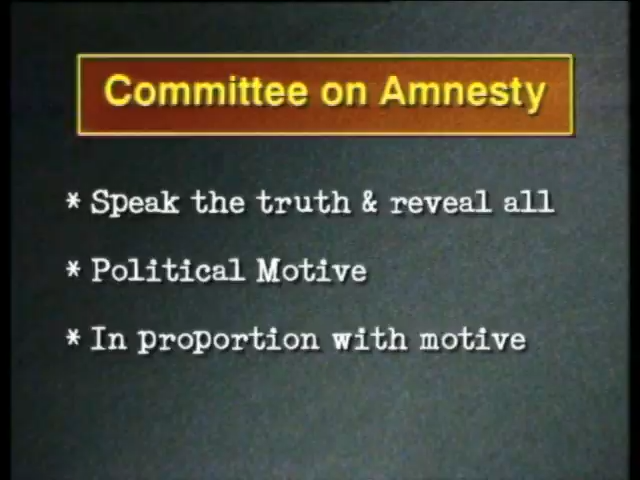 Committee on Amnesty
* Speak the truth & reveal all
* Political Motive
* In proportion with motive